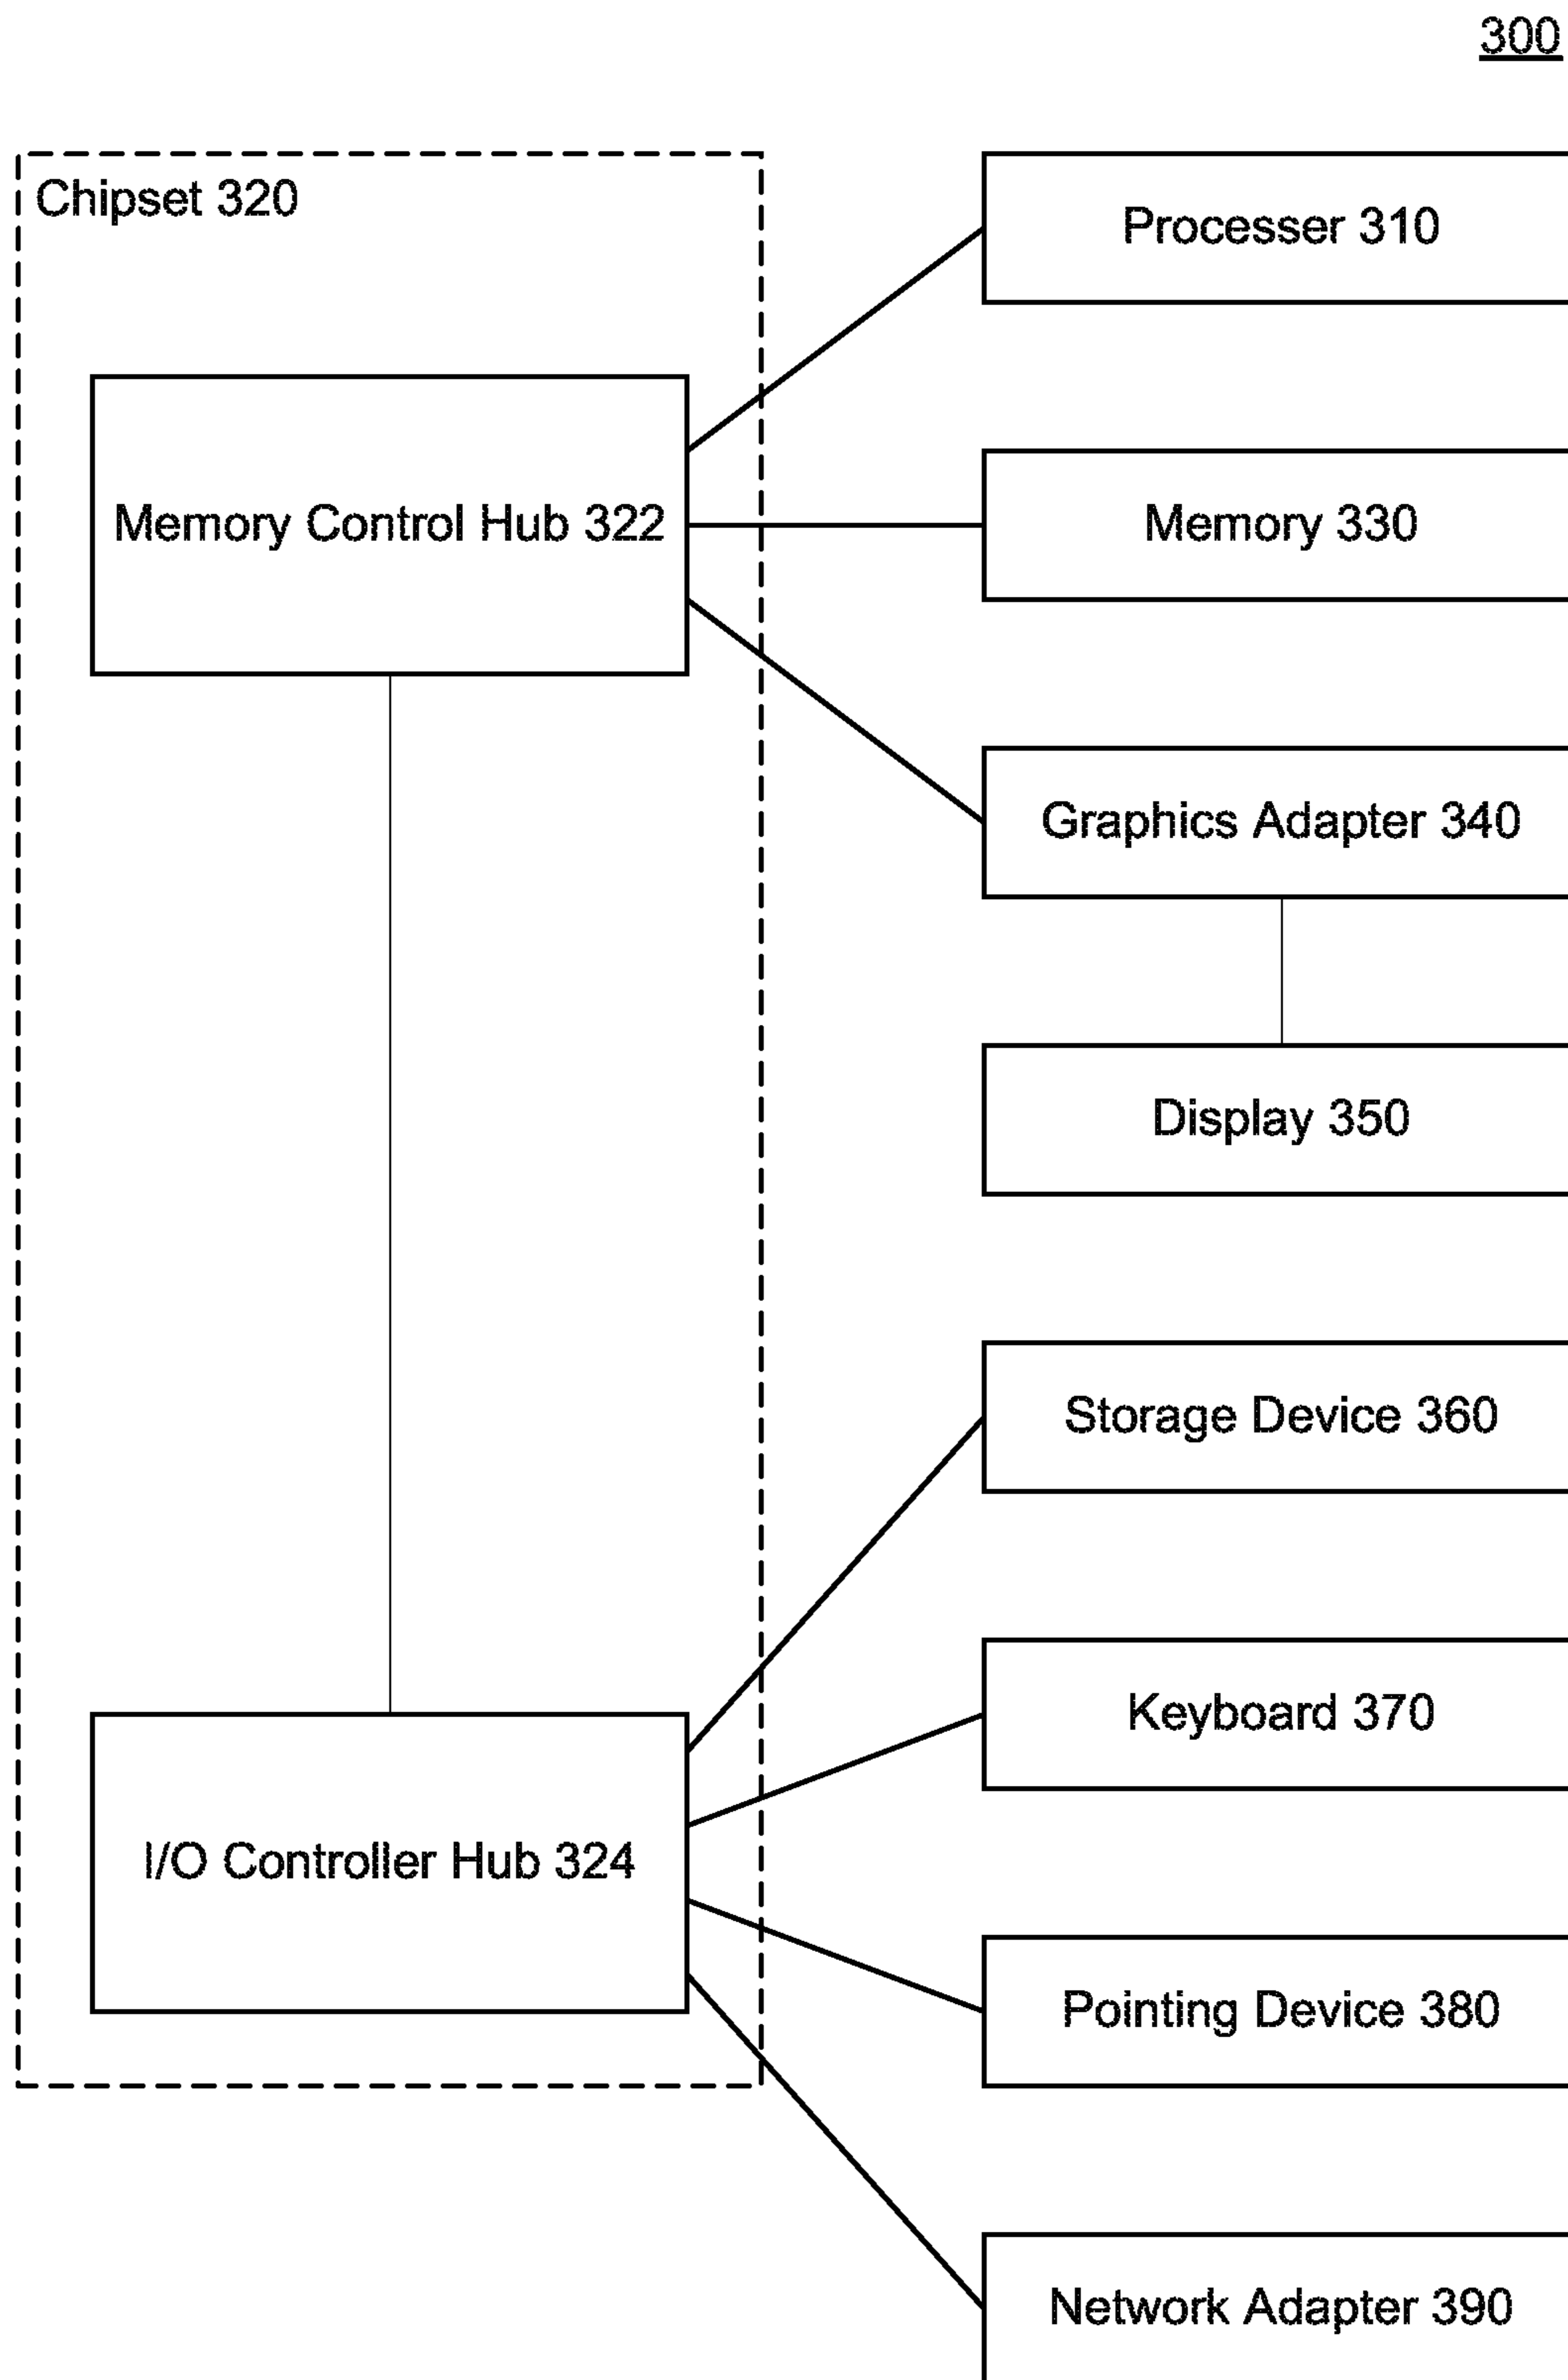 300
Chipset 320
Processer 310
Memory Control Hub 322
Memory 330
Graphics Adapter 340
Display 350
Storage Device 360
Keyboard 370
I/O Controller Hub 324
Pointing Device 380
Network Adapter 390